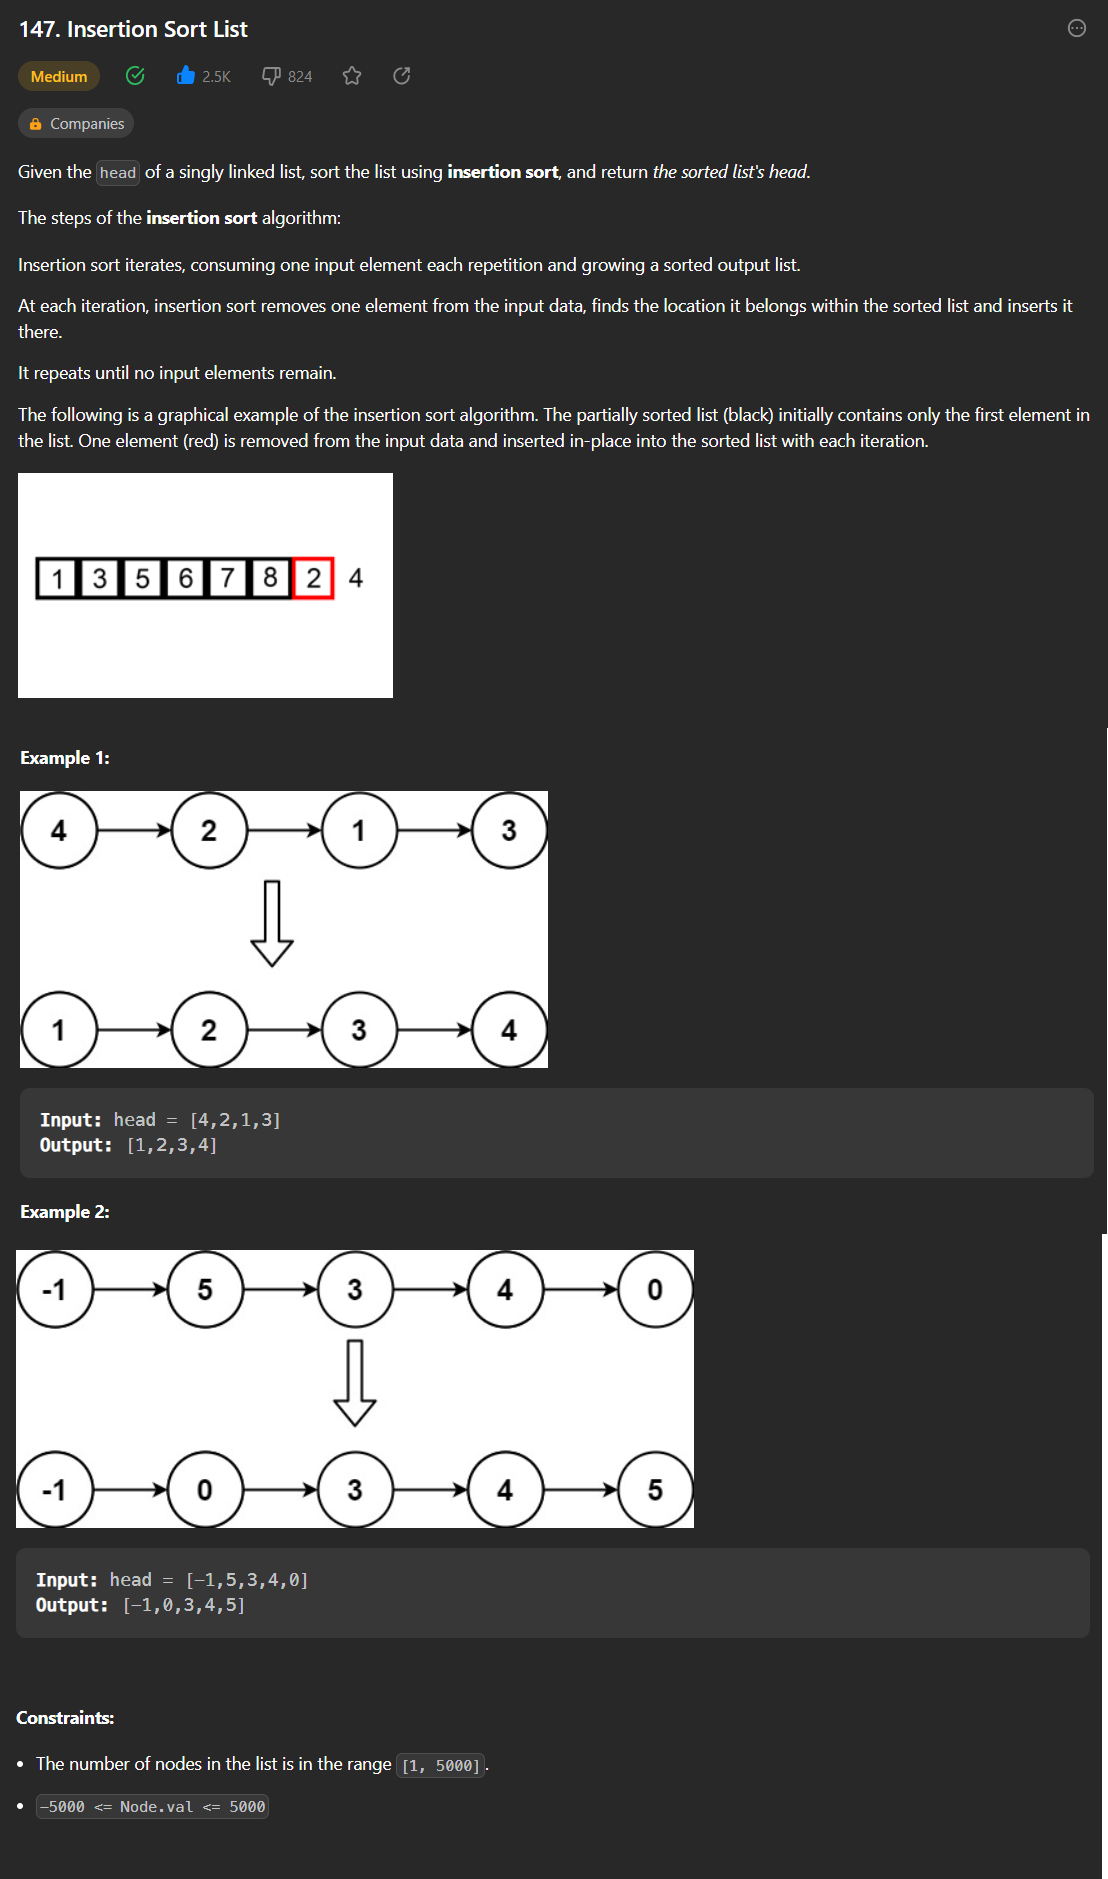 147. Insertion Sort List
Medium 2.5K 824
Companies
Given the head of a singly linked list, sort the list using insertion sort, and return the sorted list's head.
The steps of the insertion sort algorithm:
Insertion sort iterates, consuming one input element each repetition and growing a sorted output list.
At each iteration, insertion sort removes one element from the input data, finds the location it belongs within the sorted list and inserts it
there.
It repeats until no input elements remain.
The following is a graphical example of the insertion sort algorithm. The partially sorted list (black) initially contains only the first element in
the list. One element (red) is removed from the input data and inserted in-place into the sorted list with each iteration.
1 3 5 6 7 8 2 4
Example 1:
4 2 1 3
1 2 3 4
Input: head = [4,2,1,3]
Output: [1,2,3,4]
Example 2:
-1 5 3 4 0
-1 0 3 4 5
Input: head = [-1,5,3,4,0]
Output: [-1,0,3,4,5]
Constraints:
• The number of nodes in the list is in the range [1, 5000].
• -5000 <= Node.val <= 5000